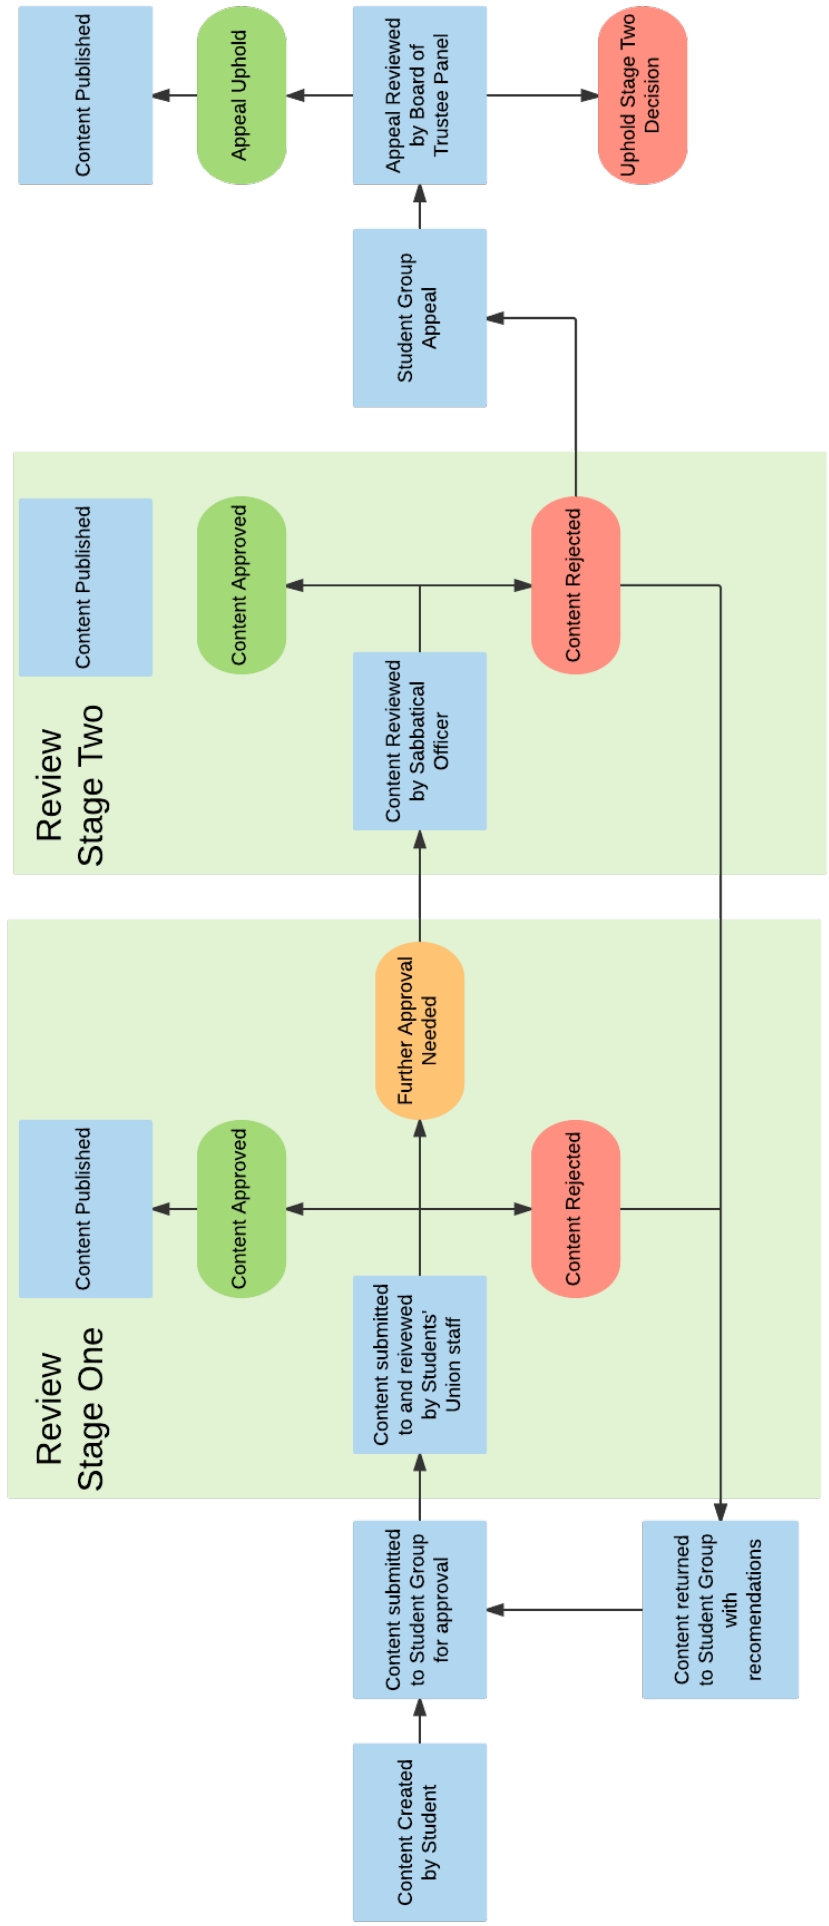 Content Created
by Student
Content submitted
to Student Group
for approval
Content returned
to Student Group
with
recomendations
Review
Stage One
Content submitted
to and reivewed
by Students'
Union staff
Content Published
Content Approved
Content Rejected
Further Approval
Needed
Review
Stage Two
Content Reviewed
by Sabbatical
Officer
Content Published
Content Approved
Content Rejected
Student Group
Appeal
Content Published
Appeal Uphold
Appeal Reviewed
by Board of
Trustee Panel
Uphold Stage Two
Decision